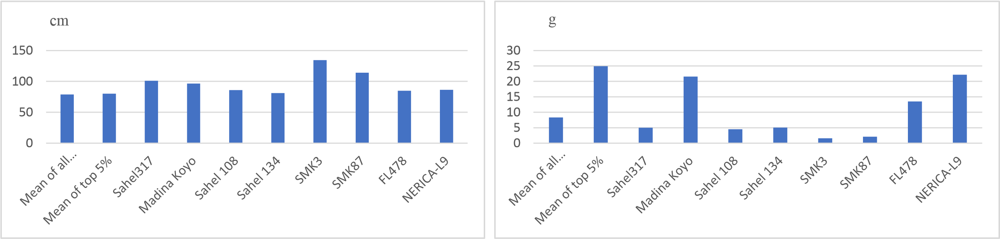 cm
150
100
50
0
Mean of all...
Mean of top 5%
Sahel317
Madina Koyo
Sahel 108
Sahel 134
SMK3
SMK87
FL478
NERICA-L9
g
30
25
20
15
10
5
0
Mean of all...
Mean of top 5%
Sahel317
Madina Koyo
Sahel 108
Sahel 134
SMK3
SMK87
FL478
NERICA-L9